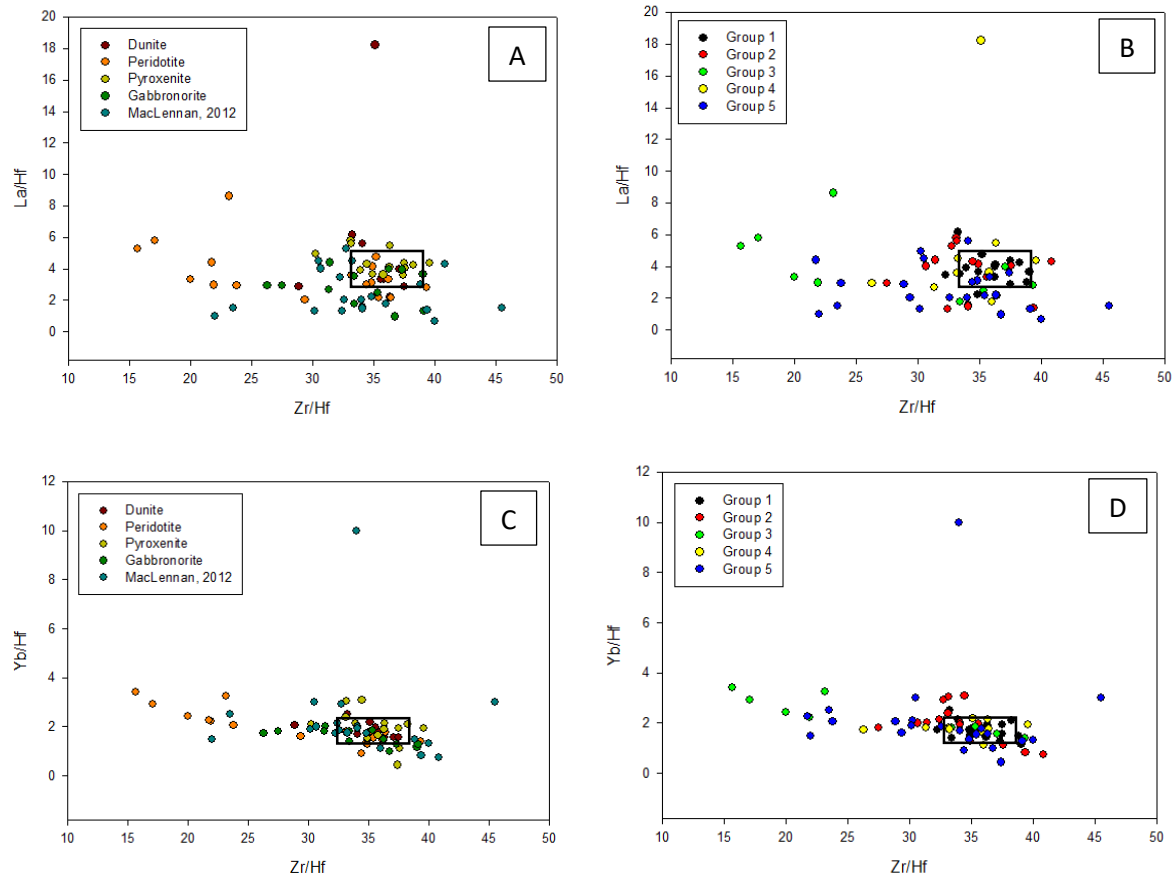 A
Dunite
Peridotite
Pyroxenite
Gabbronorite
MacLennan, 2012
La/Hf
20
18
16
14
12
10
8
6
4
2
0
10 15 20 25 30 35 40 45 50
Zr/Hf
B
Group 1
Group 2
Group 3
Group 4
Group 5
La/Hf
20
18
16
14
12
10
8
6
4
2
0
10 15 20 25 30 35 40 45 50
Zr/Hf
C
Dunite
Peridotite
Pyroxenite
Gabbronorite
MacLennan, 2012
Yb/Hf
12
10
8
6
4
2
0
10 15 20 25 30 35 40 45 50
Zr/Hf
D
Group 1
Group 2
Group 3
Group 4
Group 5
Yb/Hf
12
10
8
6
4
2
0
10 15 20 25 30 35 40 45 50
Zr/Hf